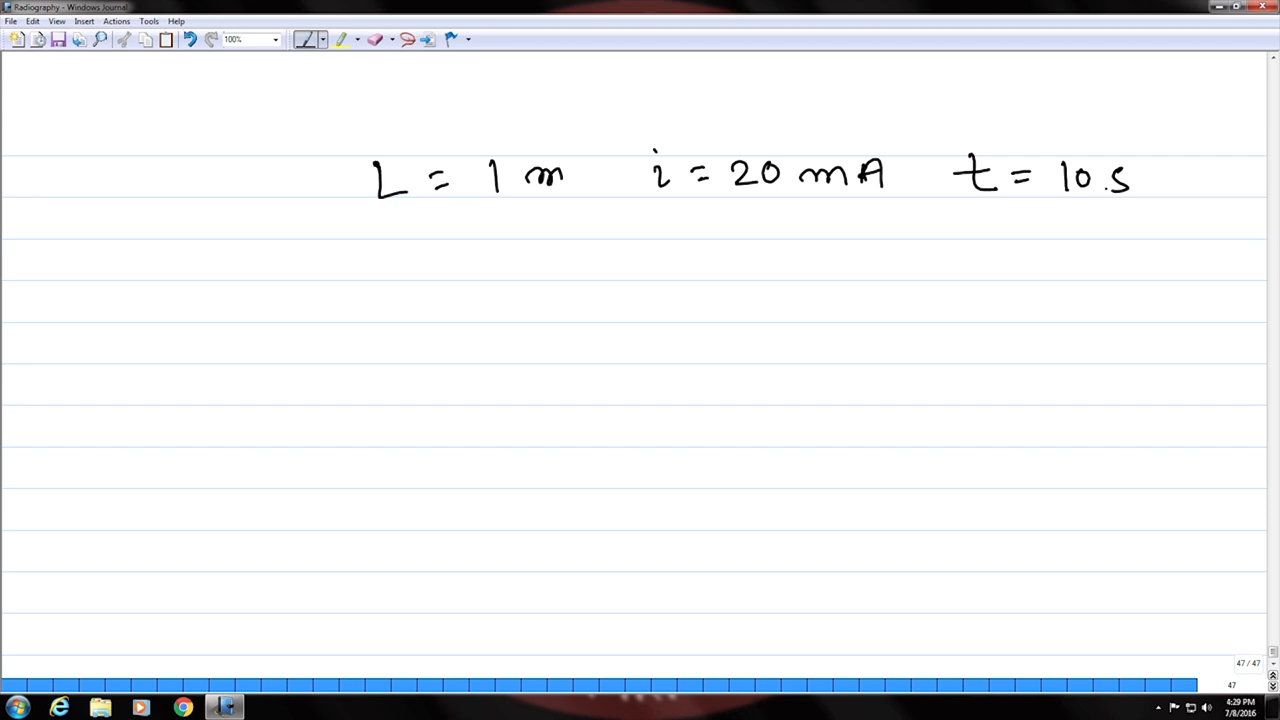 Radiography - Windows Journal
File Edit View Insert Actions Tools Help
100%
L = 1 m i = 20 mA t = 10 s
47 / 47
47
4:29 PM
7/8/2016